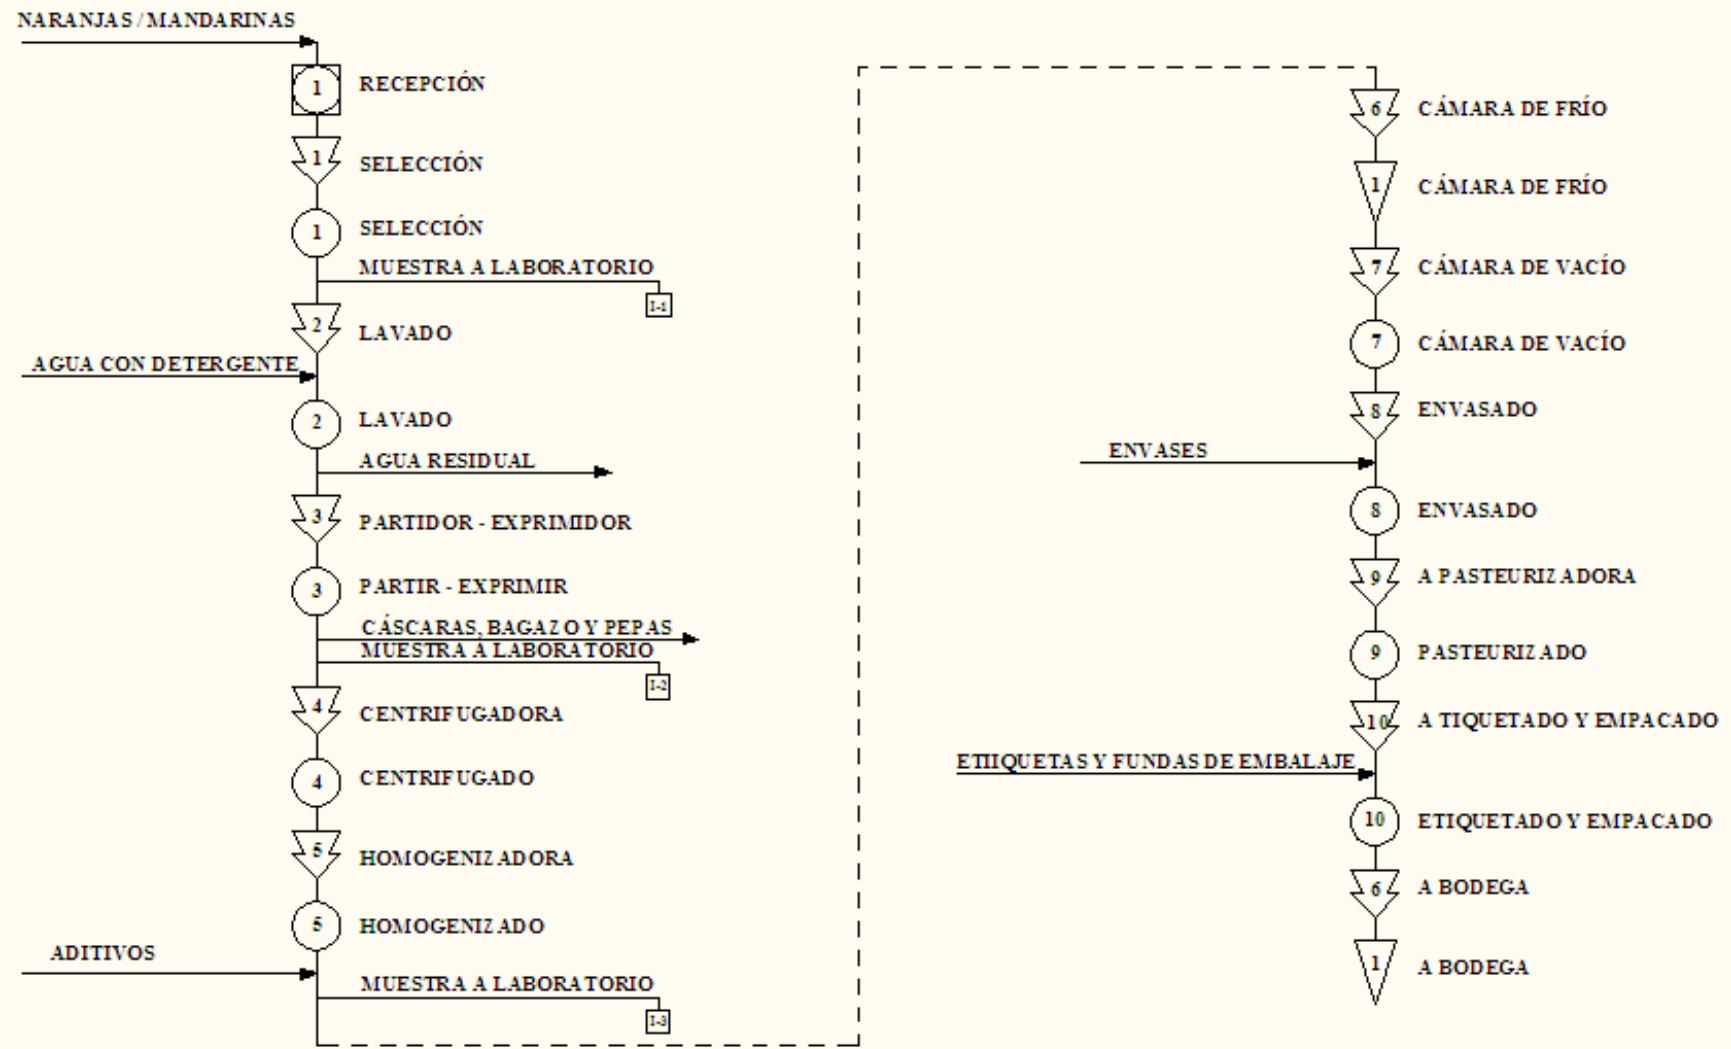 NARANJAS / MANDARINAS
1 RECEPCIÓN
1 SELECCIÓN
1 SELECCIÓN
MUESTRA A LABORATORIO
I-1
2 LAVADO
AGUA CON DETERGENTE
2 LAVADO
AGUA RESIDUAL
3 PARTIDOR - EXPRIMIDOR
3 PARTIR - EXPRIMIR
CÁSCARAS, BAGAZO Y PEPAS
MUESTRA A LABORATORIO
I-2
4 CENTRIFUGADORA
4 CENTRIFUGADO
5 HOMOGENIZADORA
5 HOMOGENIZADO
ADITIVOS
MUESTRA A LABORATORIO
I-3
6 CÁMARA DE FRÍO
1 CÁMARA DE FRÍO
7 CÁMARA DE VACÍO
7 CÁMARA DE VACÍO
8 ENVASADO
ENVASES
8 ENVASADO
9 A PASTEURIZADORA
9 PASTEURIZADO
10 A TIQUETADO Y EMPACADO
ETIIQUETAS Y FUNDAS DE EMBALAJE
10 ETIQUETADO Y EMPACADO
6 A BODEGA
1 A BODEGA